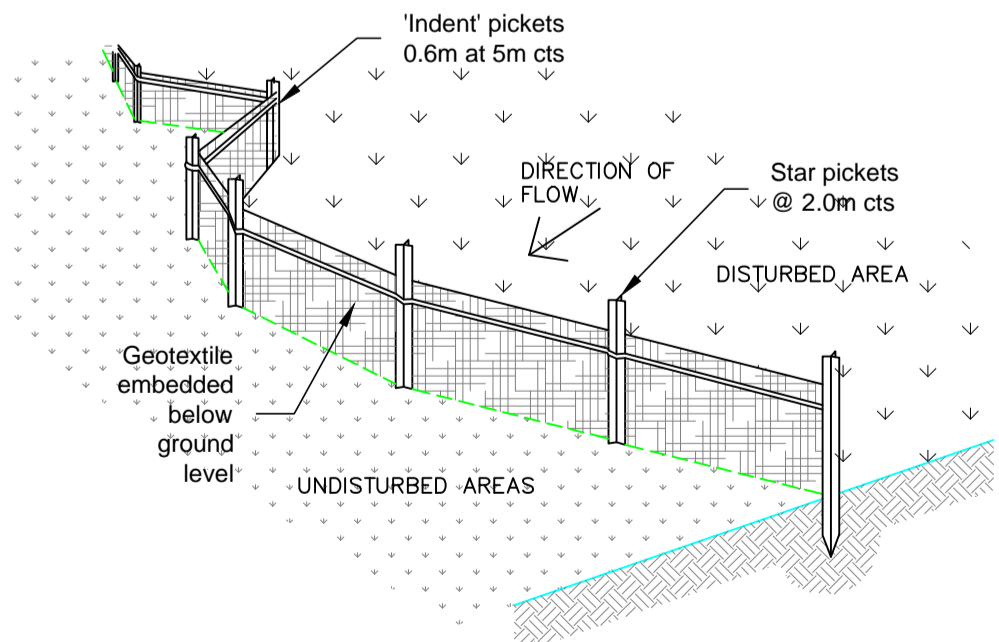 'Indent' pickets
0.6m at 5m cts
DIRECTION OF
FLOW
Star pickets
@ 2.0m cts
DISTURBED AREA
Geotextile
embedded
below
ground
level
UNDISTURBED AREAS